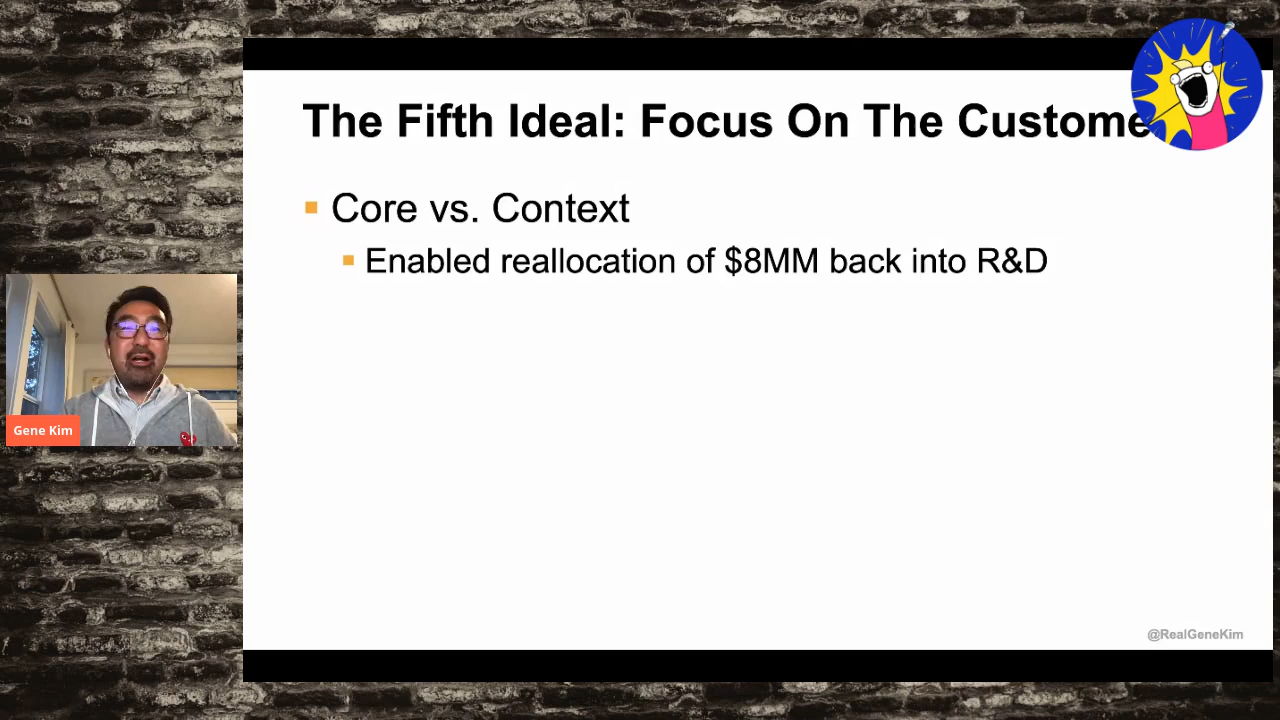 The Fifth Ideal: Focus On The Custome
Core vs. Context
Enabled reallocation of $8MM back into R&D
Gene Kim
@RealGeneKim